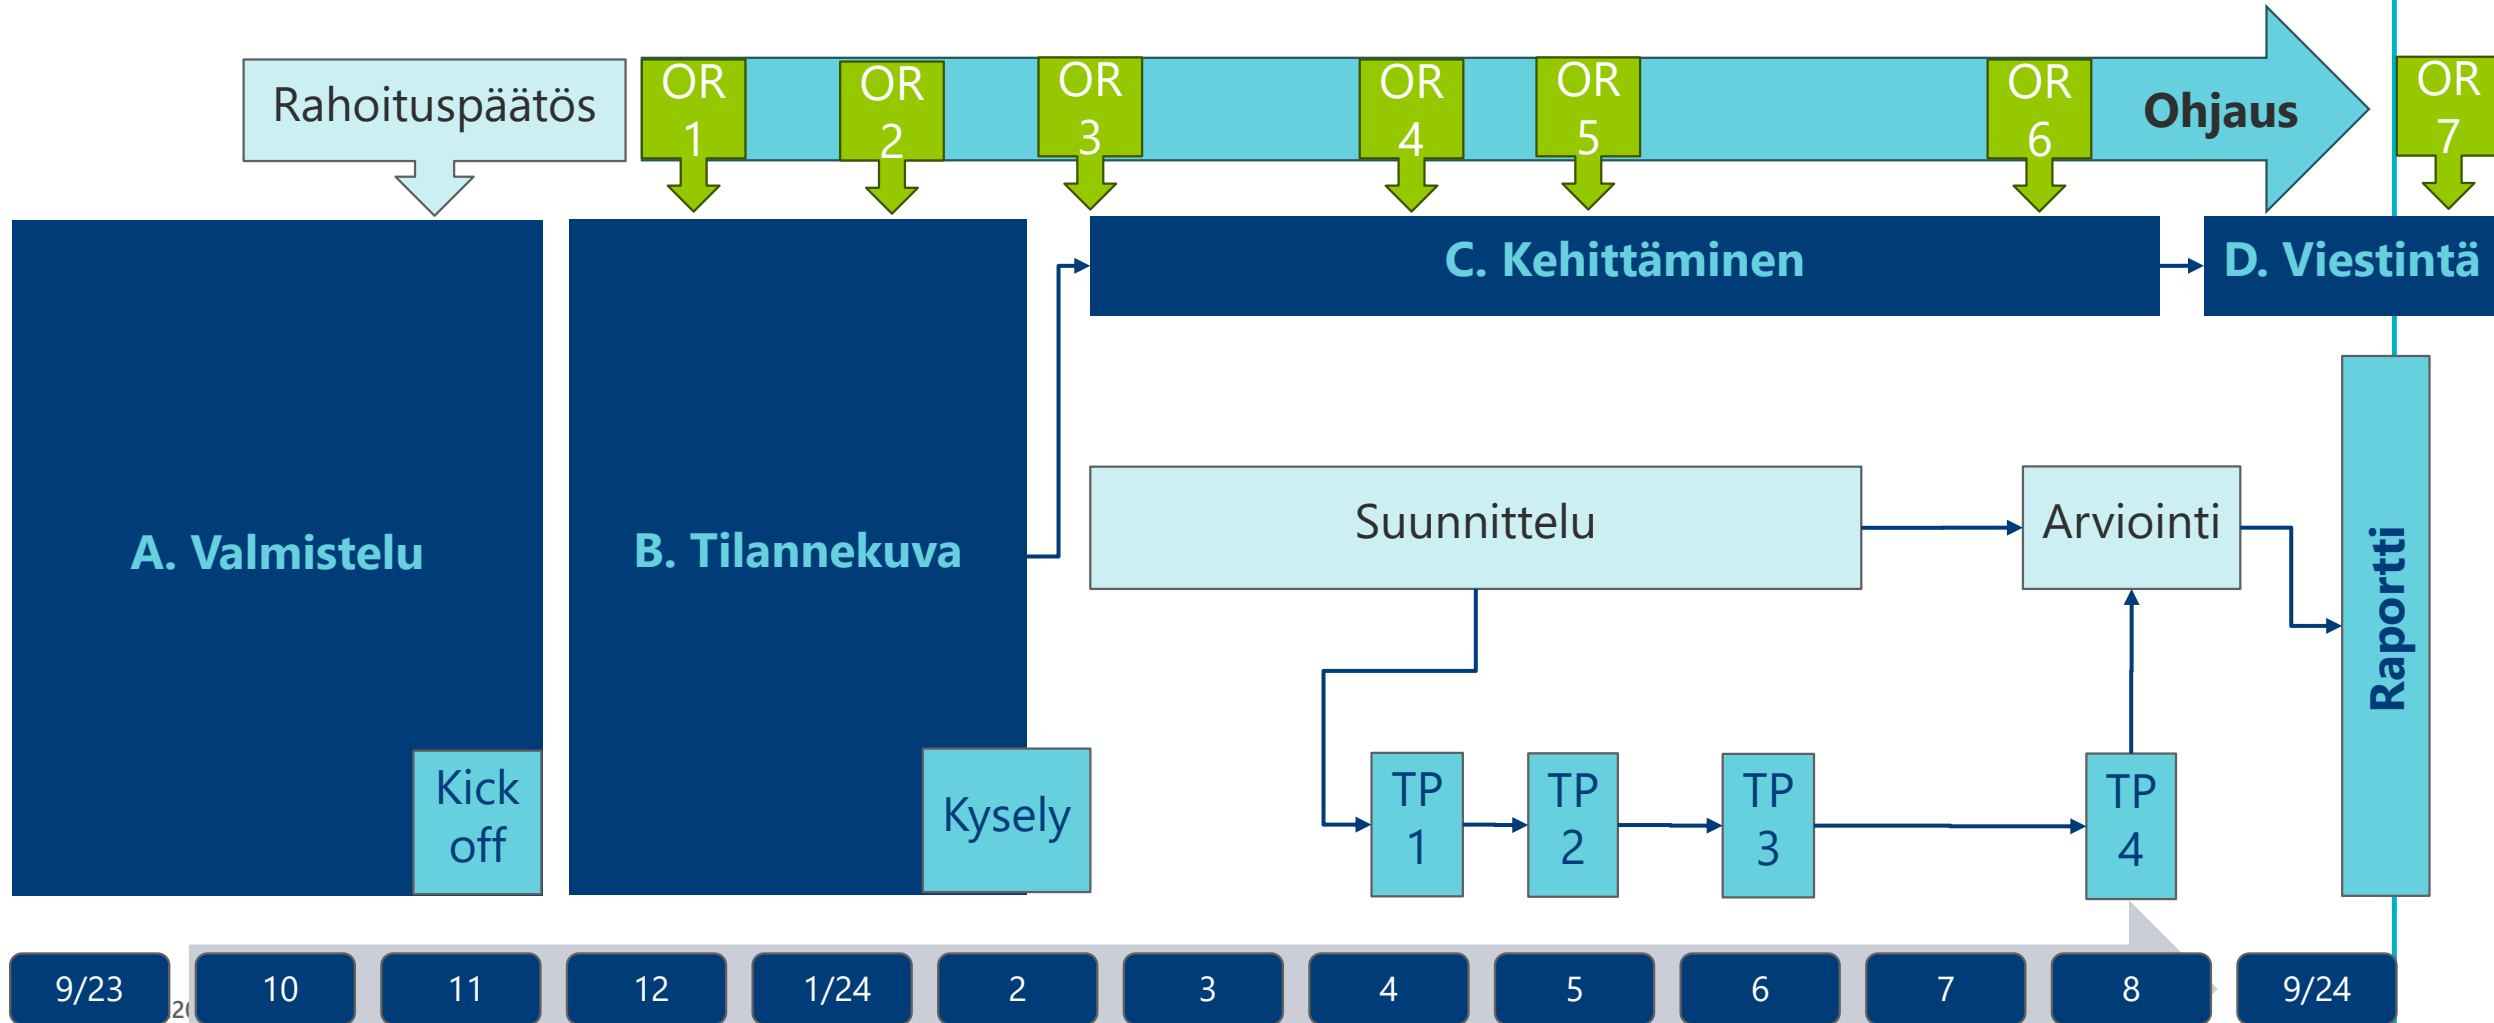 Rahoituspäätös
OR
1
OR
2
OR
3
OR
4
OR
5
OR
6
Ohjaus
OR
7
A. Valmistelu
B. Tilannekuva
C. Kehittäminen
D. Viestintä
Suunnittelu
Arviointi
Raportti
Kick
off
Kysely
TP
1
TP
2
TP
3
TP
4
9/23
10
11
12
1/24
2
3
4
5
6
7
8
9/24